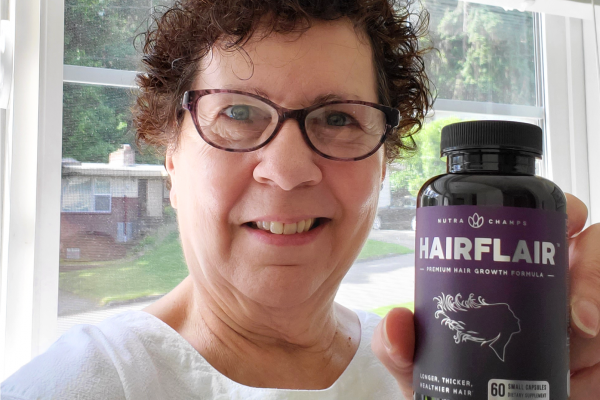 NUTRA CHAMPS
HAIRFLAIR
PREMIUM HAIR GROWTH FORMULA
LONGER, THICKER,
HEALTHIER HAIR
60 SMALL CAPSULES
DIETARY SUPPLEMENT